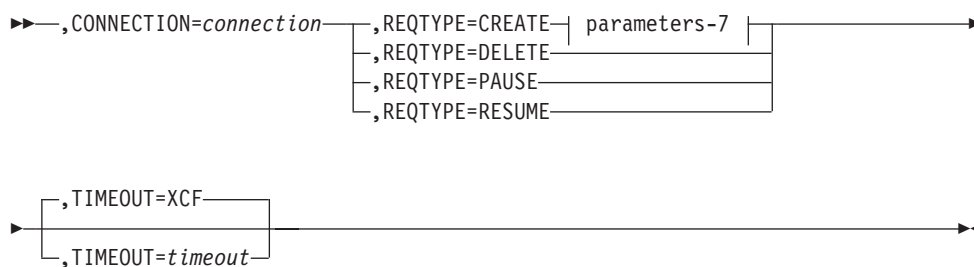 ,CONNECTION=connection ,REQTYPE=CREATE parameters-7
,REQTYPE=DELETE
,REQTYPE=PAUSE
,REQTYPE=RESUME
,TIMEOUT=XCF
,TIMEOUT=timeout